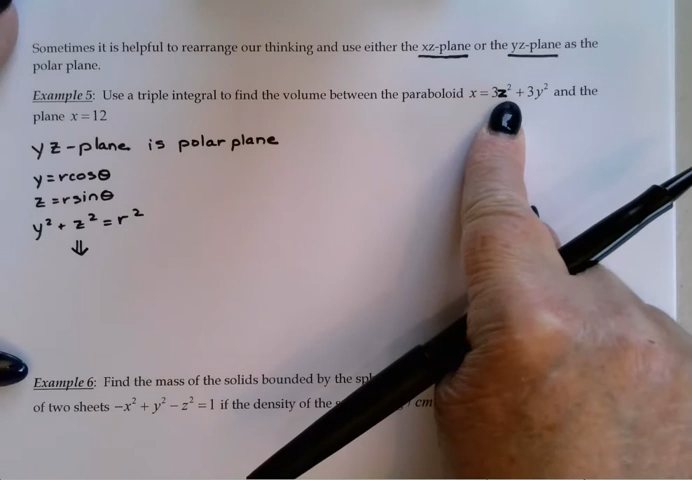 Sometimes it is helpful to rearrange our thinking and use either the xz-plane or the yz-plane as the
polar plane.
Example 5: Use a triple integral to find the volume between the paraboloid x = 3z² + 3y² and the
plane x = 12
yz-plane is polar plane
y = rcosθ
z = rsinθ
y² + z² = r²
⇓
Example 6: Find the mass of the solids bounded by the
of two sheets −x² + y² − z² = 1 if the density of the cm